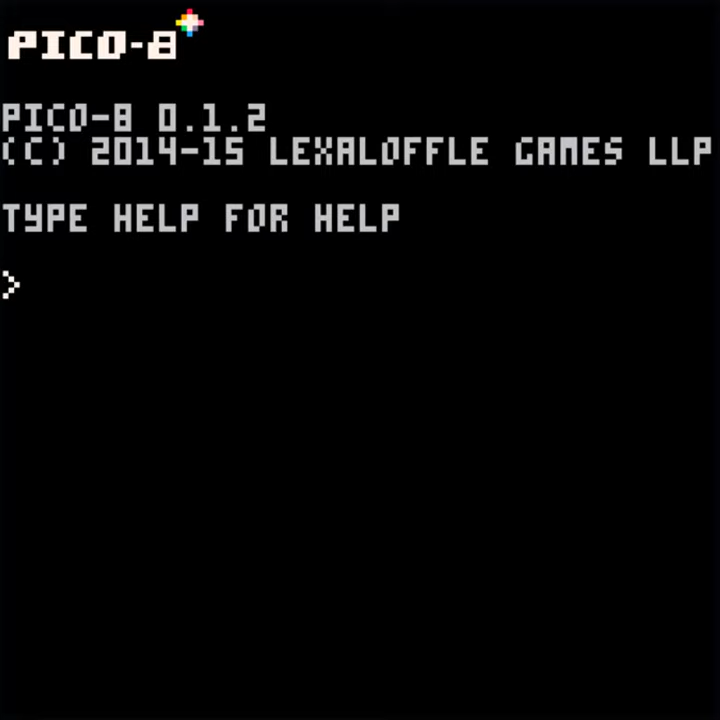 PICO-8
PICO-8 0.1.2
(C) 2014-15 LEXALOFFLE GAMES LLP
TYPE HELP FOR HELP
>